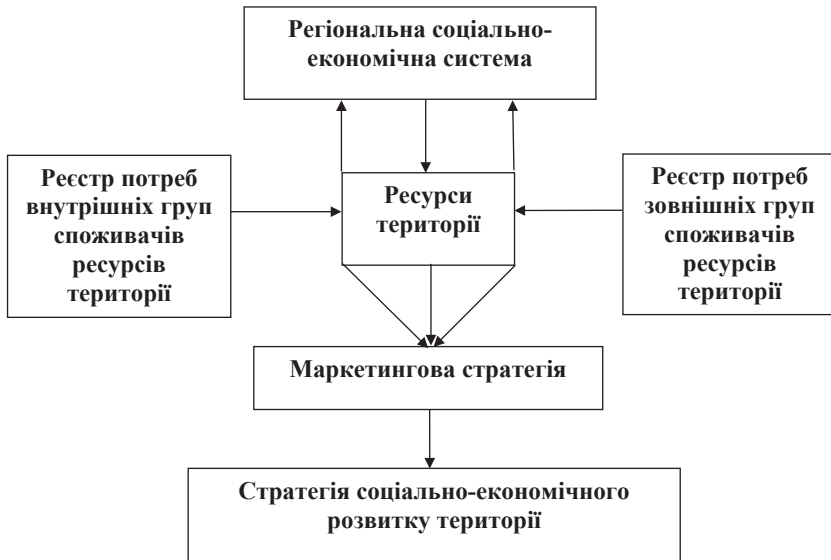 Регіональна соціально-
економічна система
Реєстр потреб
внутрішніх груп
споживачів
ресурсів
території
Ресурси
території
Реєстр потреб
зовнішніх груп
споживачів
ресурсів
території
Маркетингова стратегія
Стратегія соціально-економічного
розвитку території